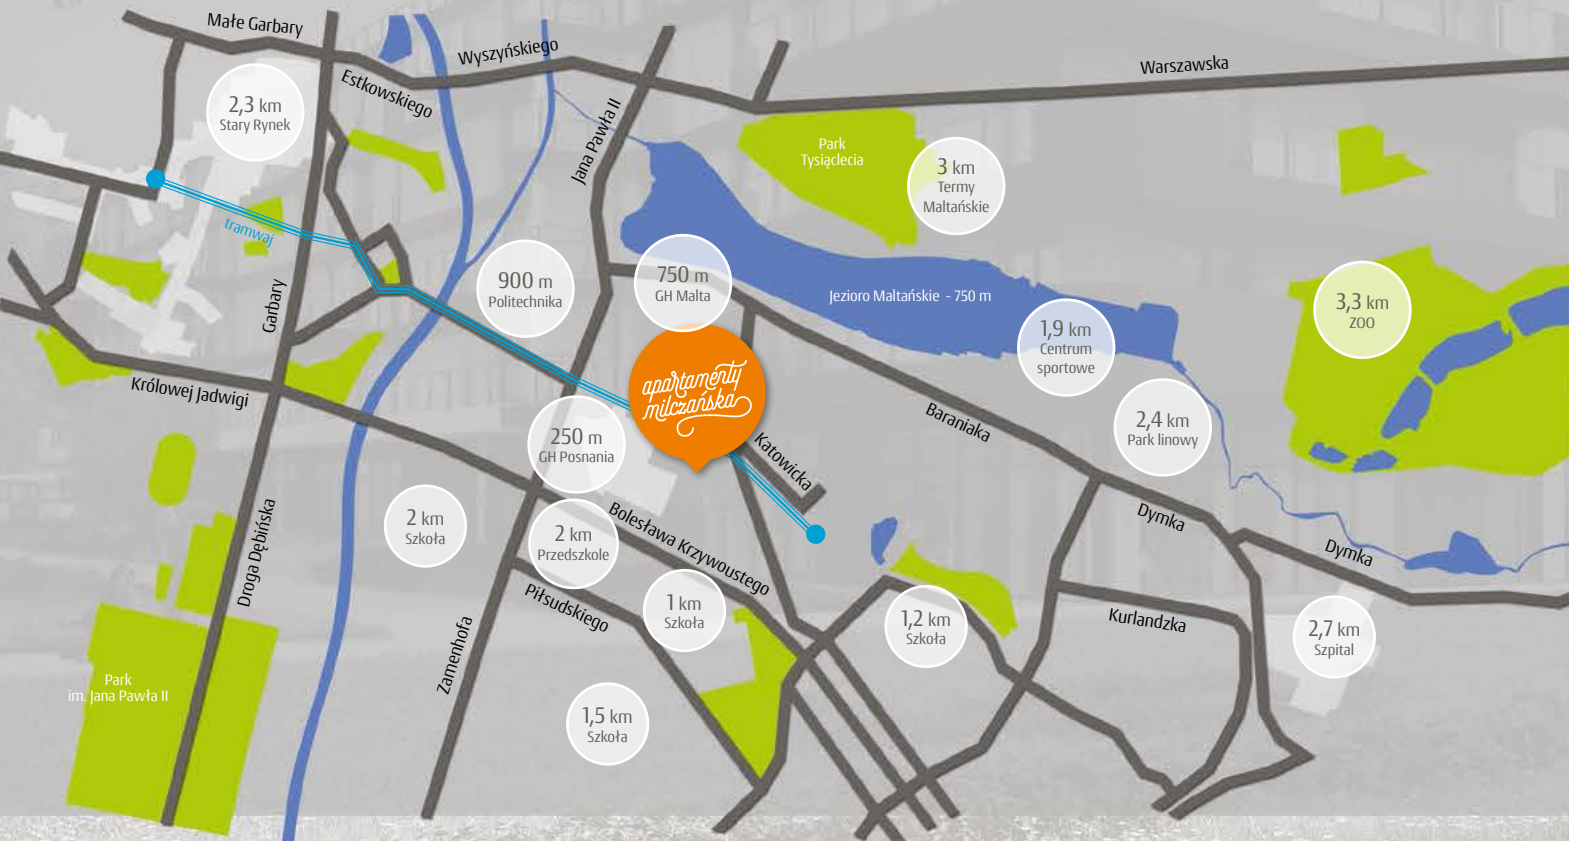 Małe Garbary
Wyszyńskiego
Warszawska
Estkowskiego
2,3 km
Stary Rynek
Jana Pawła II
Park
Tysiąclecia
3 km
Termy
Maltańskie
tramwaj
Garbary
900 m
Politechnika
750 m
GH Malta
Jezioro Maltańskie - 750 m
3,3 km
ZOO
1,9 km
Centrum
sportowe
apartamenty
milczańska
Królowej Jadwigi
Baraniaka
2,4 km
Park linowy
250 m
GH Posnania
Katowicka
Droga Dębińska
2 km
Szkoła
2 km
Przedszkole
Bolesława Krzywoustego
Dymka
Dymka
Piłsudskiego
1 km
Szkoła
1,2 km
Szkoła
Kurlandzka
2,7 km
Szpital
Zamenhofa
Park
im. Jana Pawła II
1,5 km
Szkoła